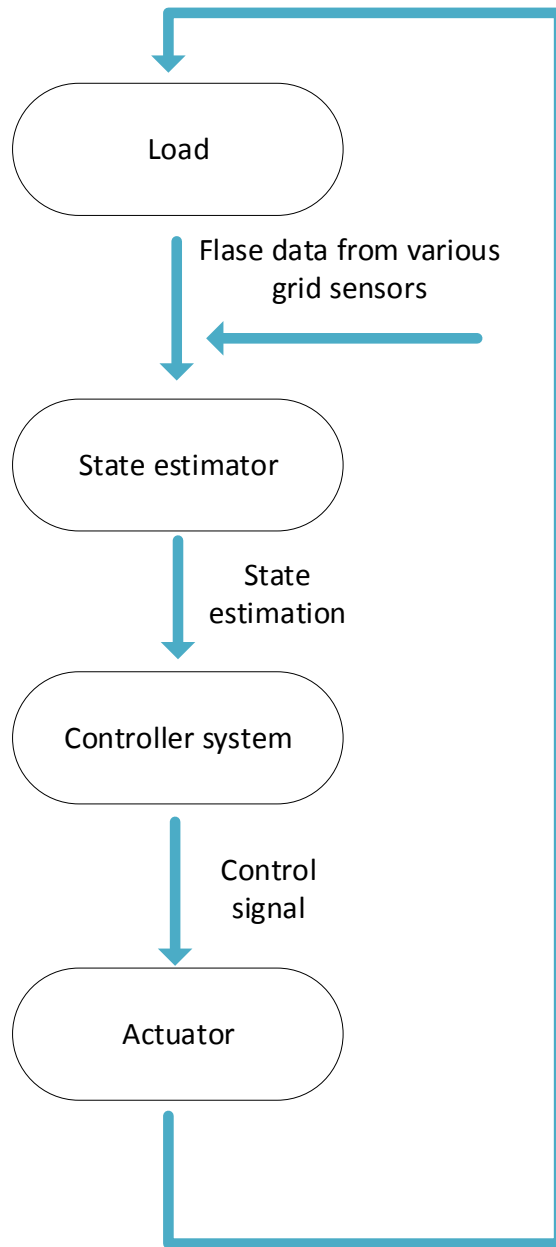 Load
Flase data from various
grid sensors
State estimator
State
estimation
Controller system
Control
signal
Actuator